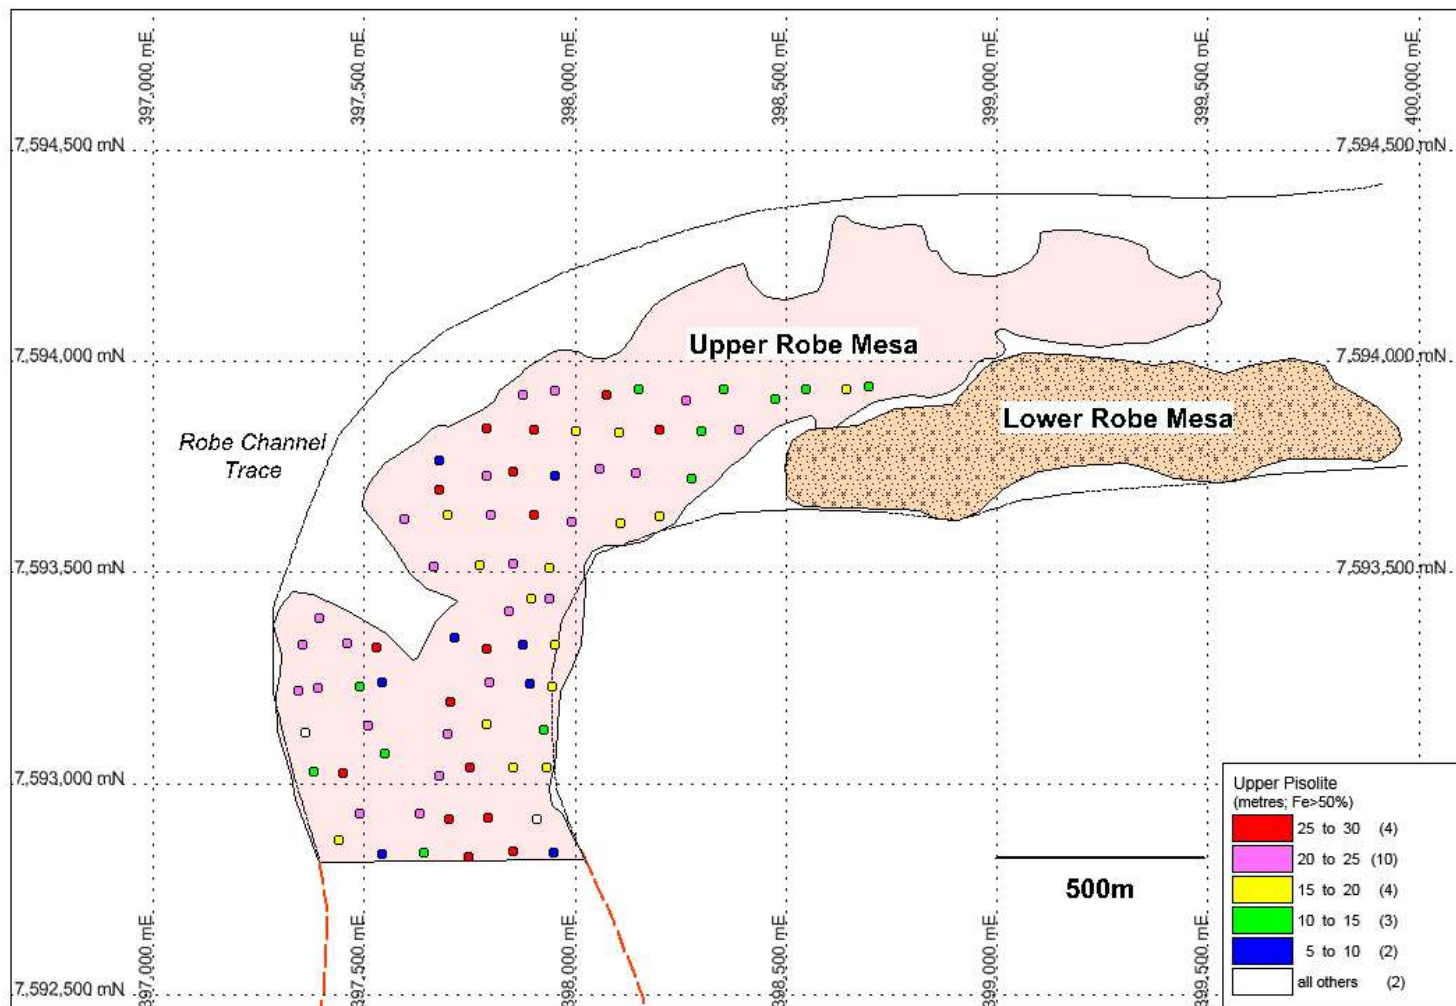 397,000 mE
397,500 mE
398,000 mE
398,500 mE
399,000 mE
399,500 mE
400,000 mE
7,594,500 mN
7,594,500 mN
7,594,000 mN
7,594,000 mN
Upper Robe Mesa
Lower Robe Mesa
Robe Channel
Trace
7,593,500 mN
7,593,500 mN
7,593,000 mN
500m
7,592,500 mN
397,000 mE
397,500 mE
398,000 mE
398,500 mE
399,000 mE
399,500
Upper Pisolite
(metres; Fe>50%)
25 to 30 (4)
20 to 25 (10)
15 to 20 (4)
10 to 15 (3)
5 to 10 (2)
all others (2)